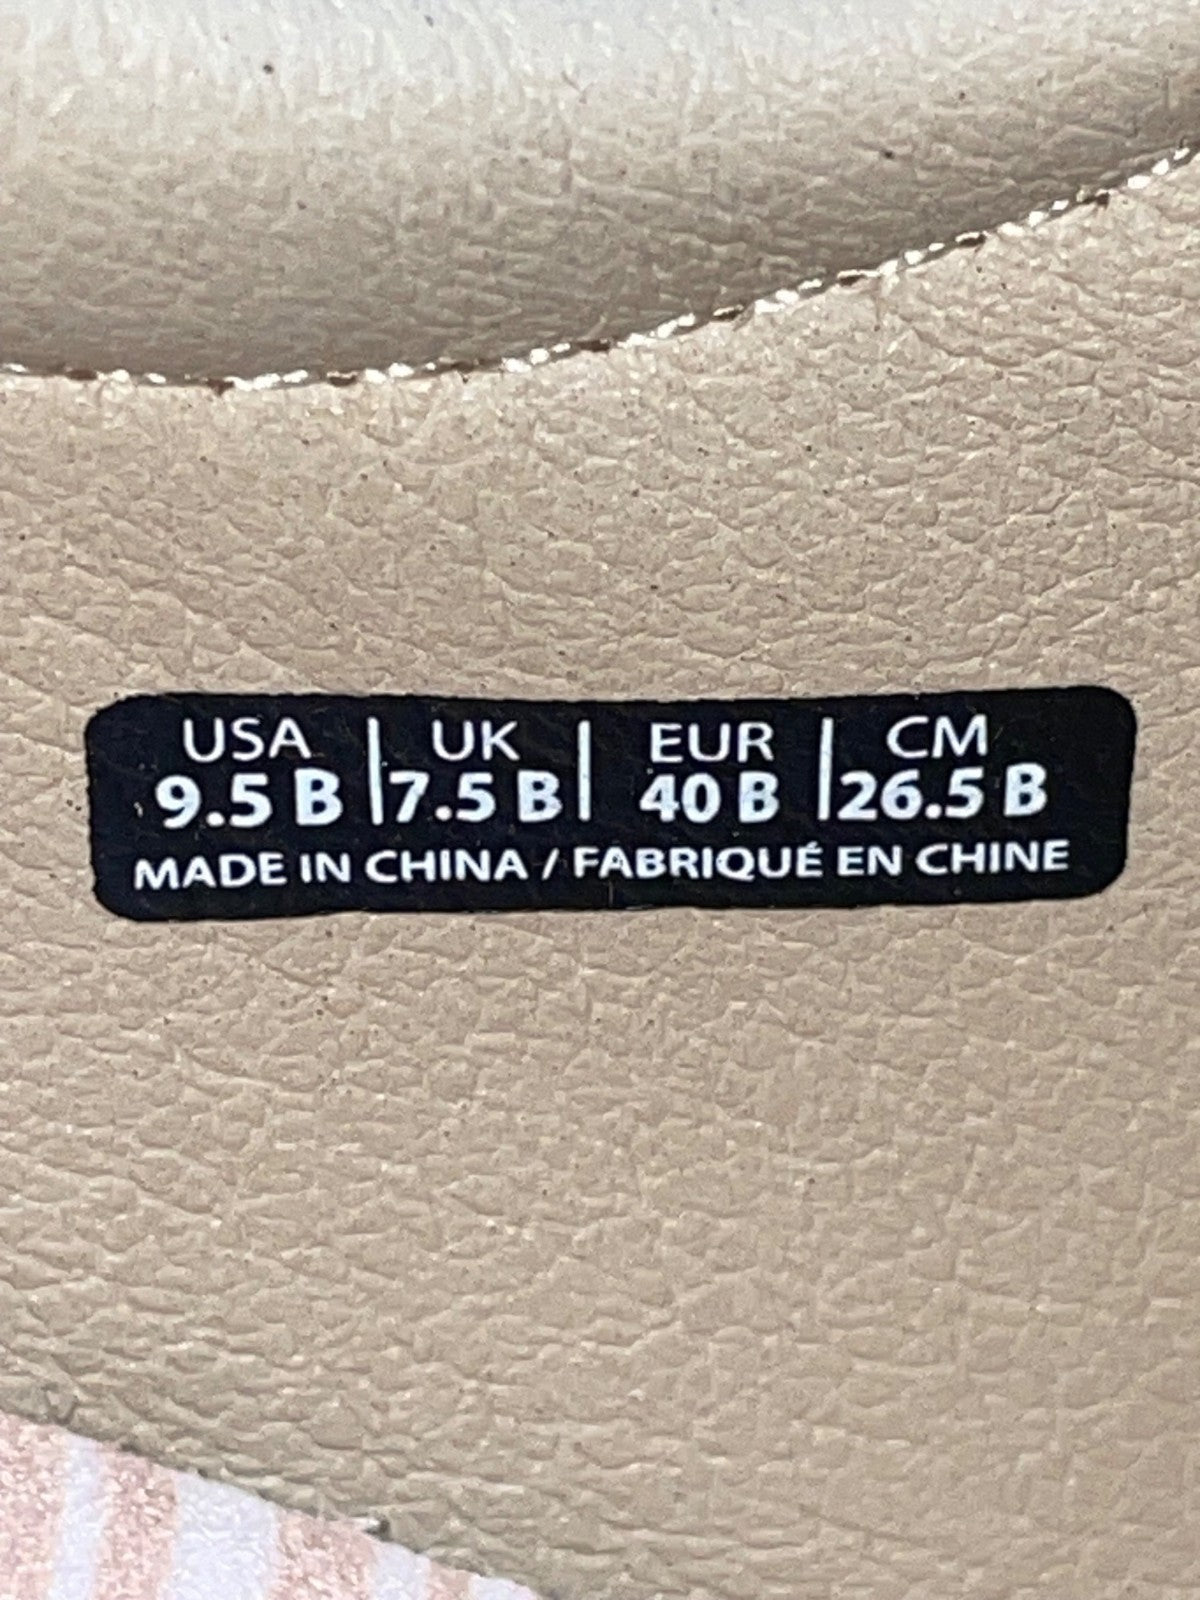 USA | UK | EUR | CM
9.5 B | 7.5 B | 40 B | 26.5 B
MADE IN CHINA / FABRIQUÉ EN CHINE